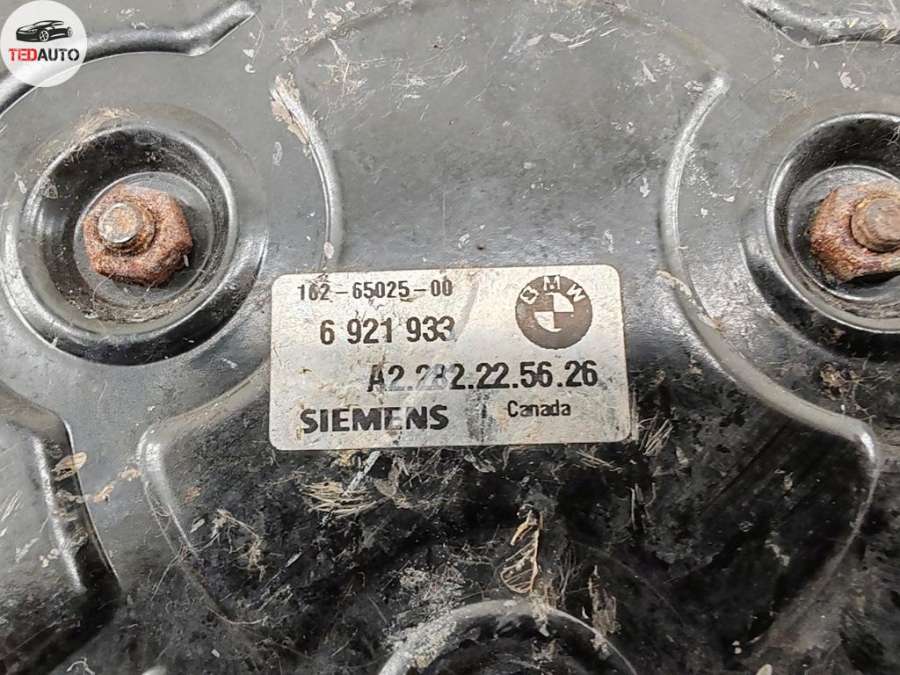 TEDAUTO
162-65025-00
6 921 933
BMW
A2.282.22.56.26
SIEMENS
Canada